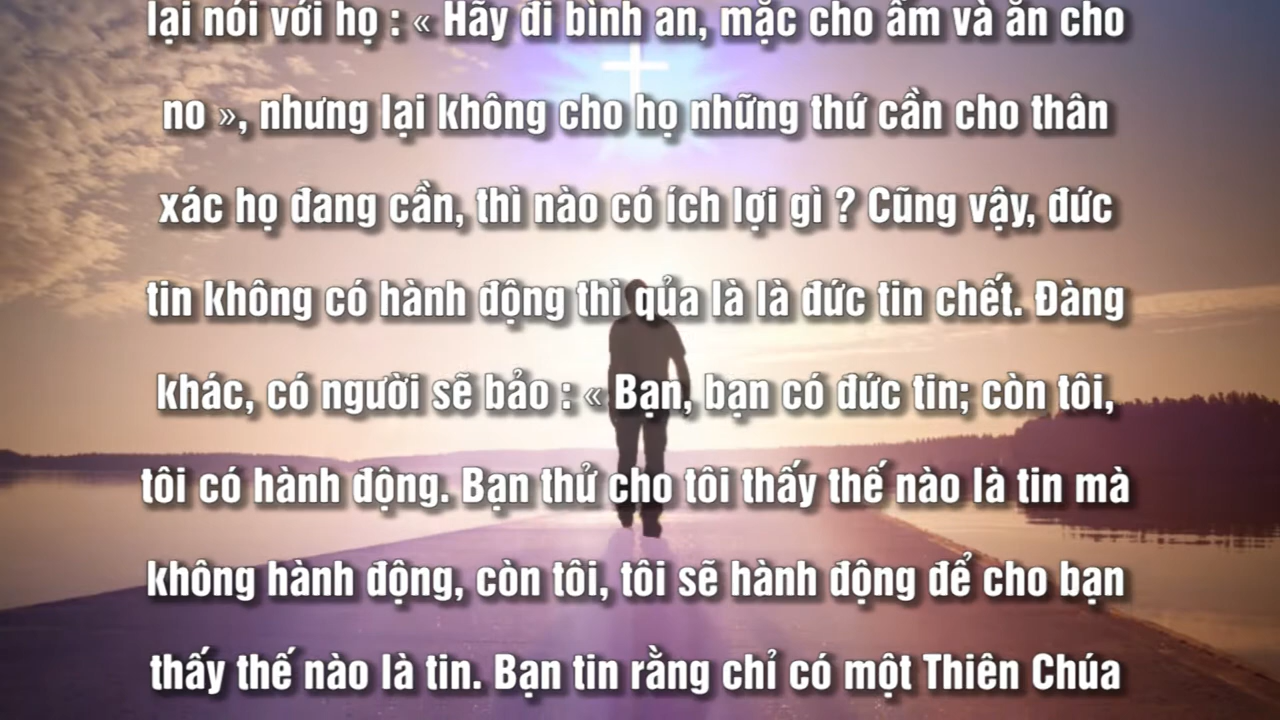 lại nói với họ : « Hãy đi bình an, mặc cho ấm và ăn cho
no », nhưng lại không cho họ những thứ cần cho thân
xác họ đang cần, thì nào có ích lợi gì ? Cũng vậy, đức
tin không có hành động thì qủa là là đức tin chết. Đàng
khác, có người sẽ bảo : « Bạn, bạn có đức tin; còn tôi,
tôi có hành động. Bạn thử cho tôi thấy thế nào là tin mà
không hành động, còn tôi, tôi sẽ hành động để cho bạn
thấy thế nào là tin. Bạn tin rằng chỉ có một Thiên Chúa